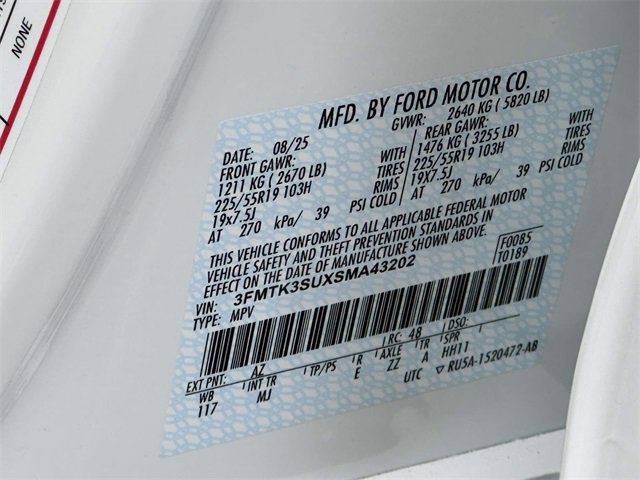 NONE
MFD. BY FORD MOTOR CO.
DATE: 08/25 GVWR: 2640 KG ( 5820 LB)
FRONT GAWR: REAR GAWR:
1211 KG ( 2670 LB) WITH 1476 KG ( 3255 LB) WITH
225/55R19 103H TIRES 225/55R19 103H TIRES
19X7.5J RIMS 19X7.5J RIMS
AT 270 kPa/ 39 PSI COLD AT 270 kPa/ 39 PSI COLD
THIS VEHICLE CONFORMS TO ALL APPLICABLE FEDERAL MOTOR
VEHICLE SAFETY AND THEFT PREVENTION STANDARDS IN
EFFECT ON THE DATE OF MANUFACTURE SHOWN ABOVE.
VIN: 3FMTK3SUXSMA43202 F0085
TYPE: MPV T0189
EXT PNT: AZ RC: 48 DSO:
WB INT TR TP/PS R AXLE TR SPR
117 MJ E ZZ A HH11
UTC ▽ RU5A-1520472-AB